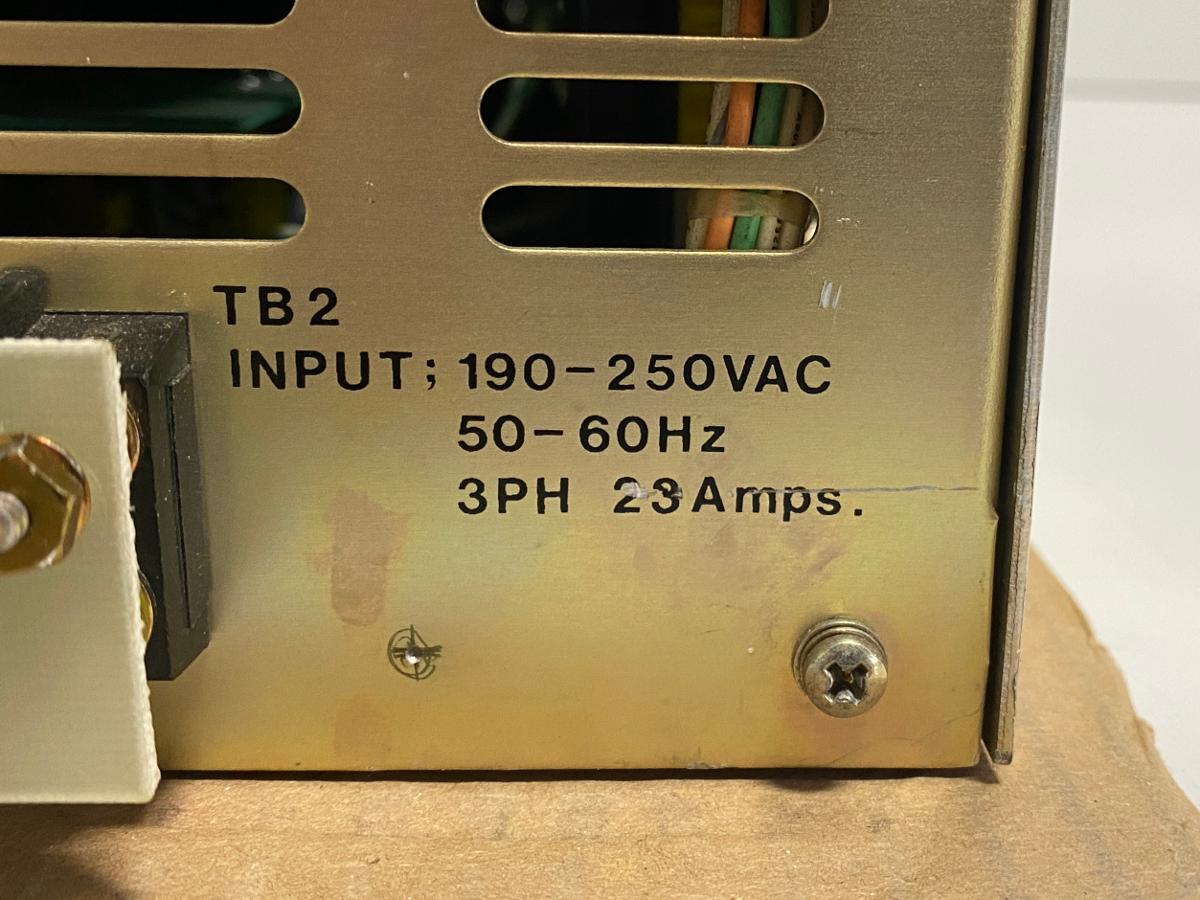 TB2
INPUT; 190-250VAC
50-60Hz
3PH 23Amps.